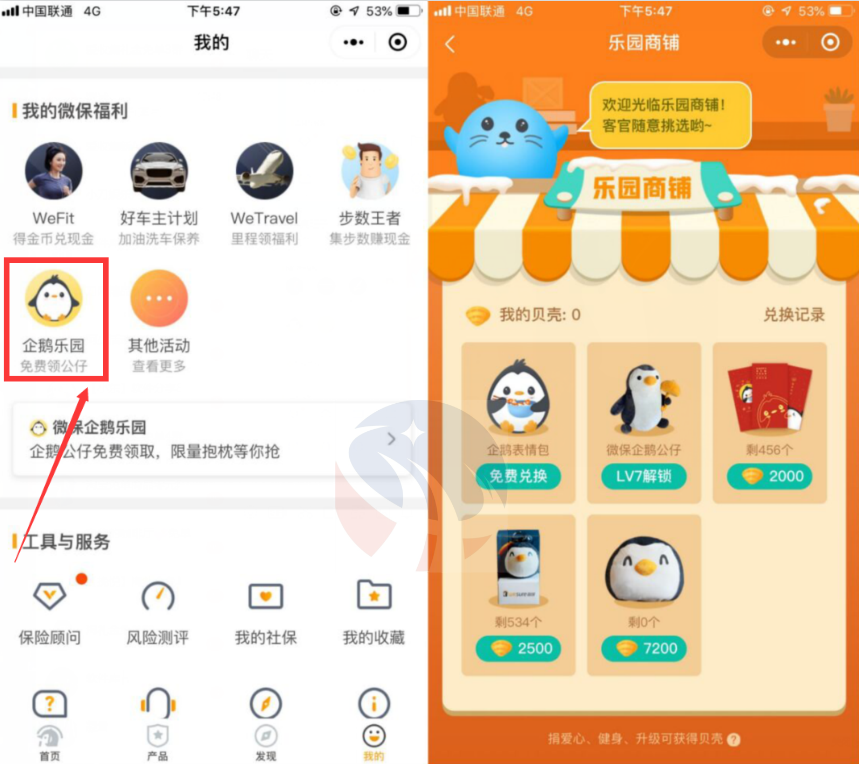 中国联通 4G
下午5:47
53%
我的
我的微保福利
WeFit
得金币兑现金
好车主计划
加油洗车保养
WeTravel
里程领福利
步数王者
集步数赚现金
企鹅乐园
免费领公仔
其他活动
查看更多
微保企鹅乐园
企鹅公仔免费领取，限量抱枕等你抢
工具与服务
保险顾问
风险测评
我的社保
我的收藏
首页
产品
发现
我的
中国联通 4G
下午5:47
53%
乐园商铺
欢迎光临乐园商铺！
客官随意挑选哟~
乐园商铺
我的贝壳: 0
兑换记录
企鹅表情包
免费兑换
微保企鹅公仔
LV7解锁
剩456个
2000
剩534个
2500
剩0个
7200
捐爱心、健身、升级可获得贝壳